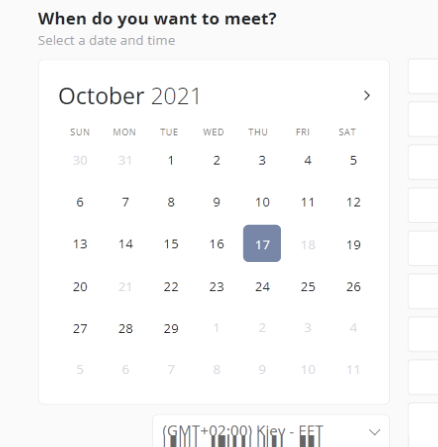 When do you want to meet?
Select a date and time
October 2021
SUN MON TUE WED THU FRI SAT
30 31 1 2 3 4 5
6 7 8 9 10 11 12
13 14 15 16 17 18 19
20 21 22 23 24 25 26
27 28 29 1 2 3 4
5 6 7 8 9 10 11
(GMT+02:00) Kiev - EET